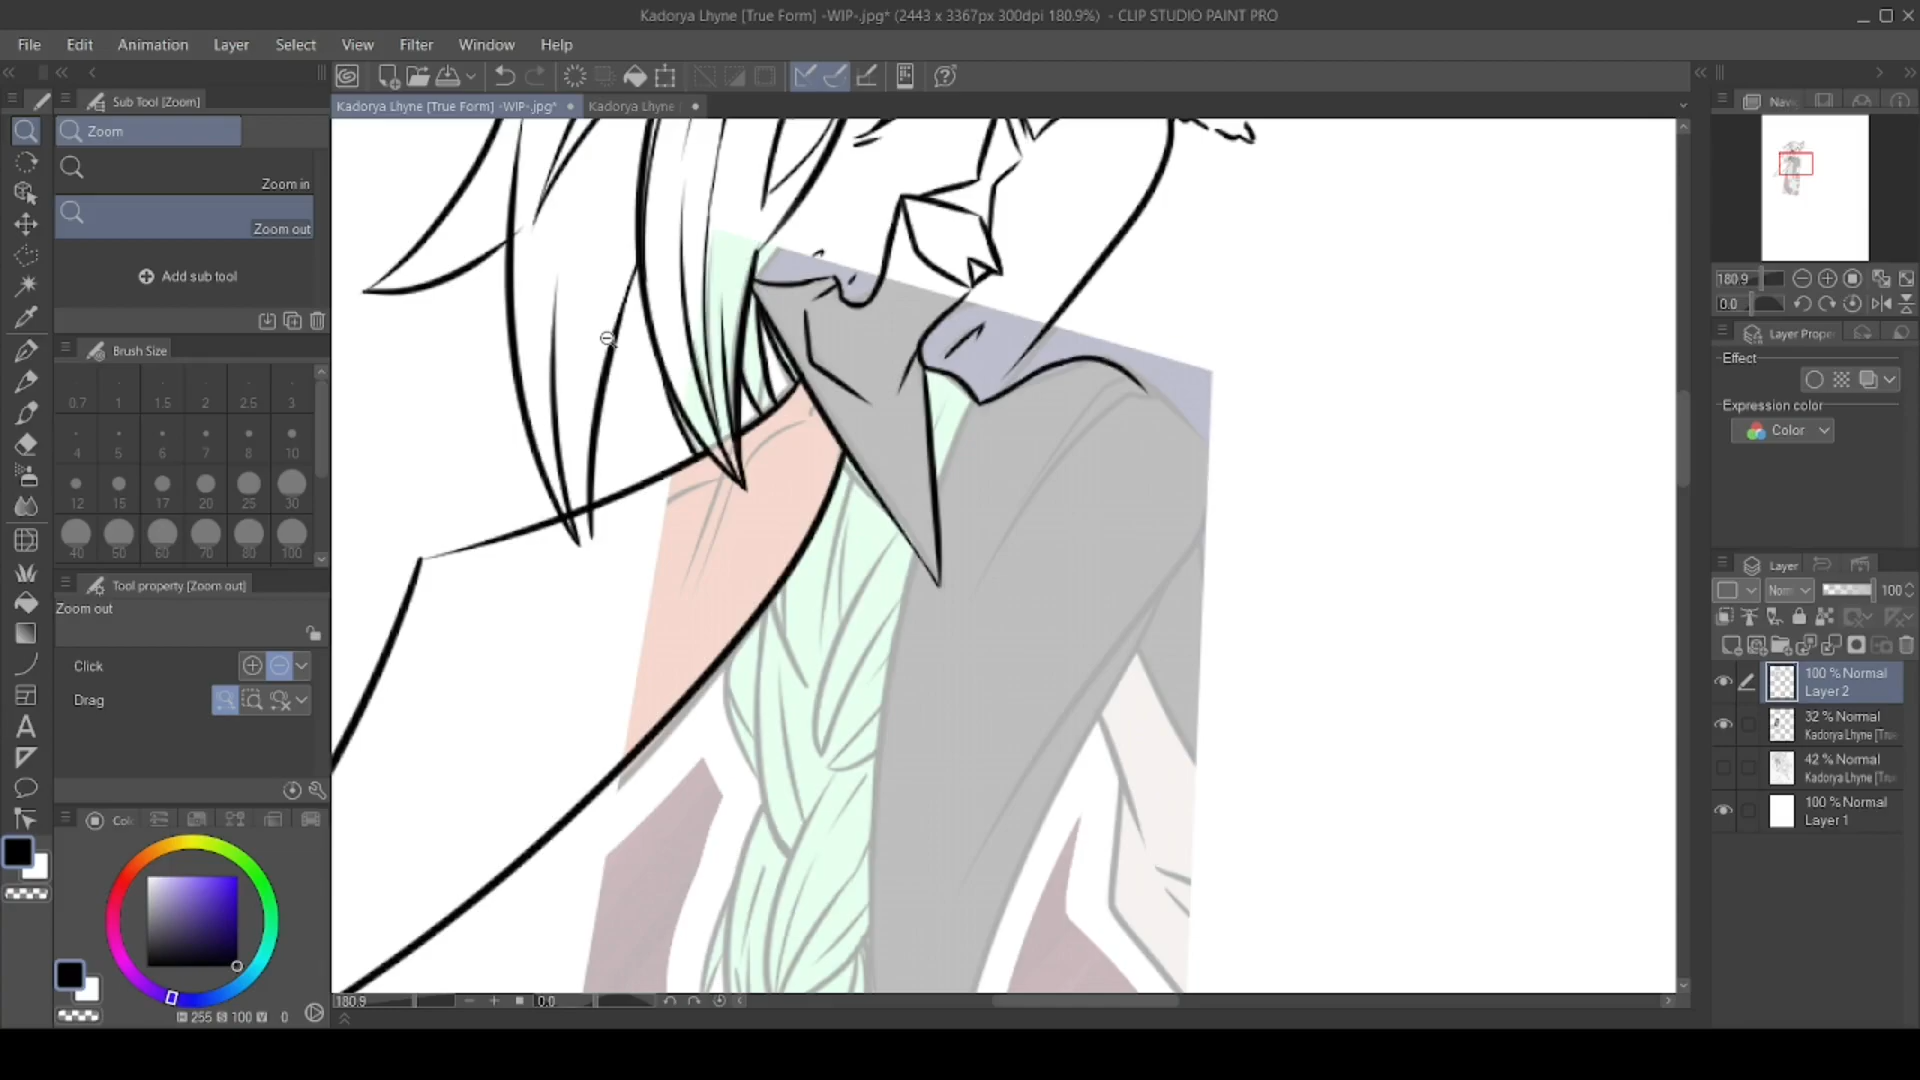 Kadorya Lhyne [True Form] -WIP-.jpg* (2443 x 3367px 300dpi 180.9%) - CLIP STUDIO PAINT PRO
File Edit Animation Layer Select View Filter Window Help
Sub Tool [Zoom]
Kadorya Lhyne [True Form] -WIP-.jpg* Kadorya Lhyne
Zoom
Zoom in
Zoom out
Add sub tool
180.9
0.0
Brush Size
0.7 1 1.5 2 2.5 3
4 5 6 7 8 10
12 15 17 20 25 30
40 50 60 70 80 100
Tool property [Zoom out]
Zoom out
Click
Drag
Layer Prope
Effect
Expression color
Color
Layer
100
100 % Normal
Layer 2
32 % Normal
Kadorya Lhyne [Tru
42 % Normal
Kadorya Lhyne [Tru
100 % Normal
Layer 1
180.9 0.0
H 255 S 100 V 0